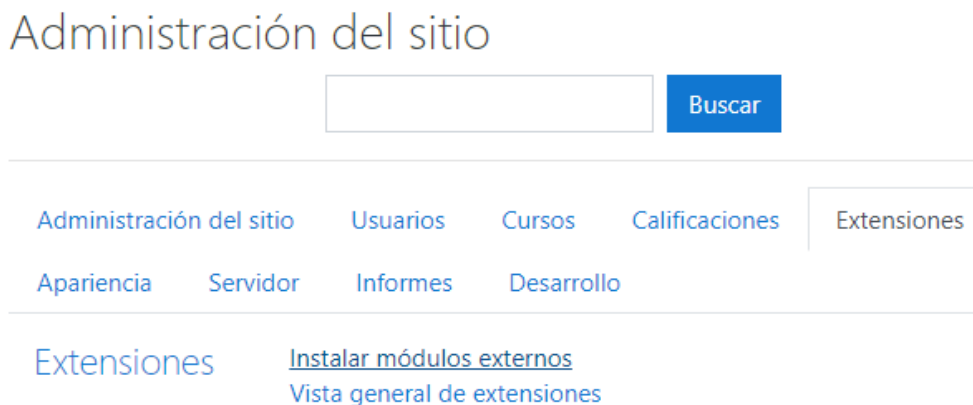 Administración del sitio
Buscar
Administración del sitio Usuarios Cursos Calificaciones Extensiones
Apariencia Servidor Informes Desarrollo
Extensiones Instalar módulos externos
Vista general de extensiones